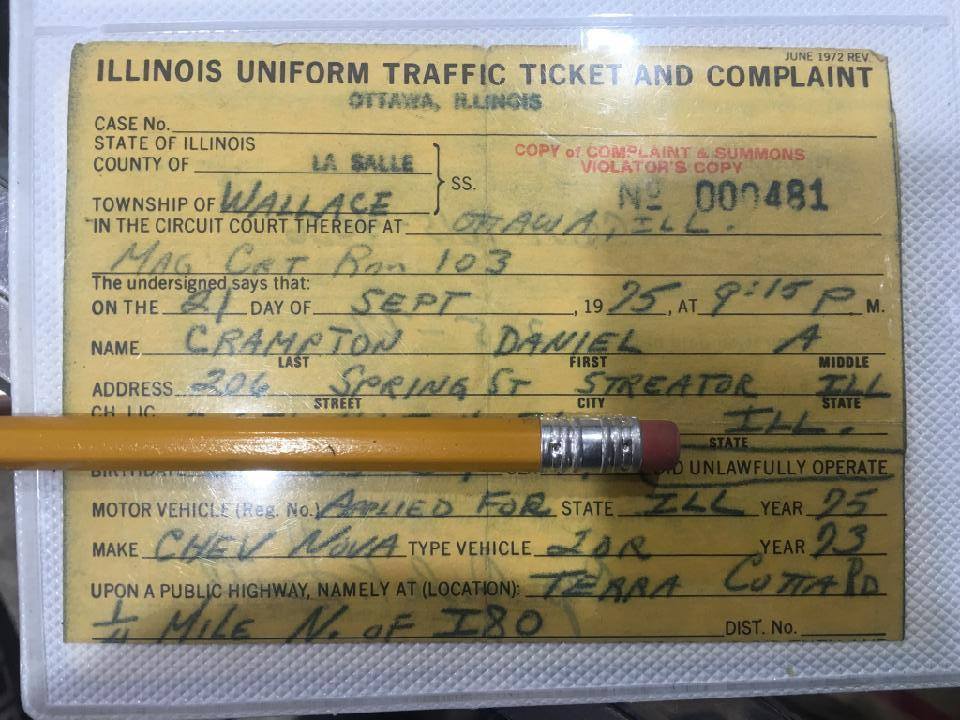 JUNE 1972 REV.
ILLINOIS UNIFORM TRAFFIC TICKET AND COMPLAINT
OTTAWA, ILLINOIS
CASE No.
STATE OF ILLINOIS
COUNTY OF LA SALLE } SS.
COPY of COMPLAINT & SUMMONS
VIOLATOR'S COPY
No 000481
TOWNSHIP OF WALLACE
IN THE CIRCUIT COURT THEREOF AT OTTAWA, ILL.
MAG CRT RM 103
The undersigned says that:
ON THE 21 DAY OF SEPT, 1975, AT 9:15 P M.
NAME CRAMPTON DANIEL A
LAST FIRST MIDDLE
ADDRESS 206 SPRING ST STREATOR ILL
STREET CITY STATE
CH. LIC. ILL.
STATE
BIRTHDATE UNLAWFULLY OPERATE
MOTOR VEHICLE (Reg. No.) APPLIED FOR STATE ILL YEAR 75
MAKE CHEV NOVA TYPE VEHICLE 2DR YEAR 73
UPON A PUBLIC HIGHWAY, NAMELY AT (LOCATION): TERRA COTTA RD
1/4 MILE N. OF I80 DIST. No.